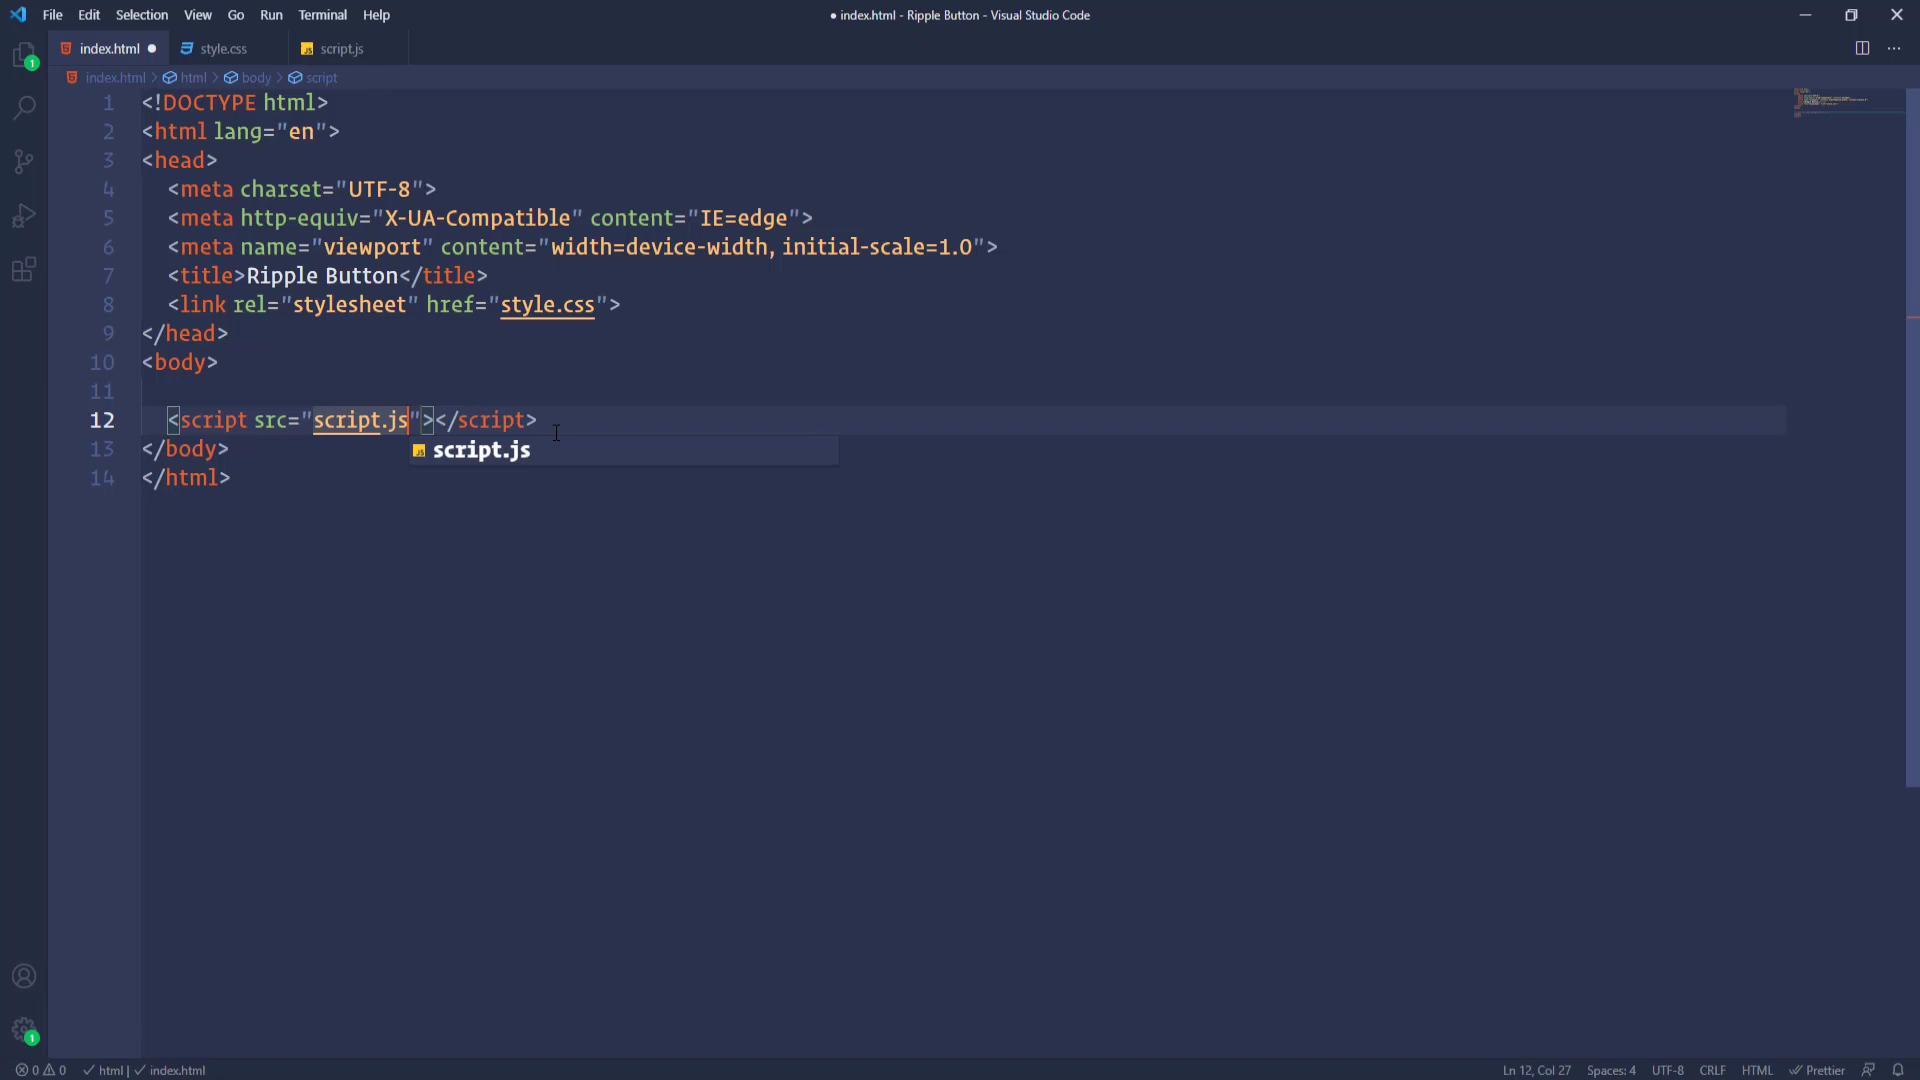 File Edit Selection View Go Run Terminal Help
● index.html - Ripple Button - Visual Studio Code
index.html ● style.css JS script.js
index.html > html > body > script
1 <!DOCTYPE html>
2 <html lang="en">
3 <head>
4 <meta charset="UTF-8">
5 <meta http-equiv="X-UA-Compatible" content="IE=edge">
6 <meta name="viewport" content="width=device-width, initial-scale=1.0">
7 <title>Ripple Button</title>
8 <link rel="stylesheet" href="style.css">
9 </head>
10 <body>
11
12 <script src="script.js"></script>
JS script.js
13 </body>
14 </html>
1
1
0 0 html | index.html
Ln 12, Col 27 Spaces: 4 UTF-8 CRLF HTML Prettier